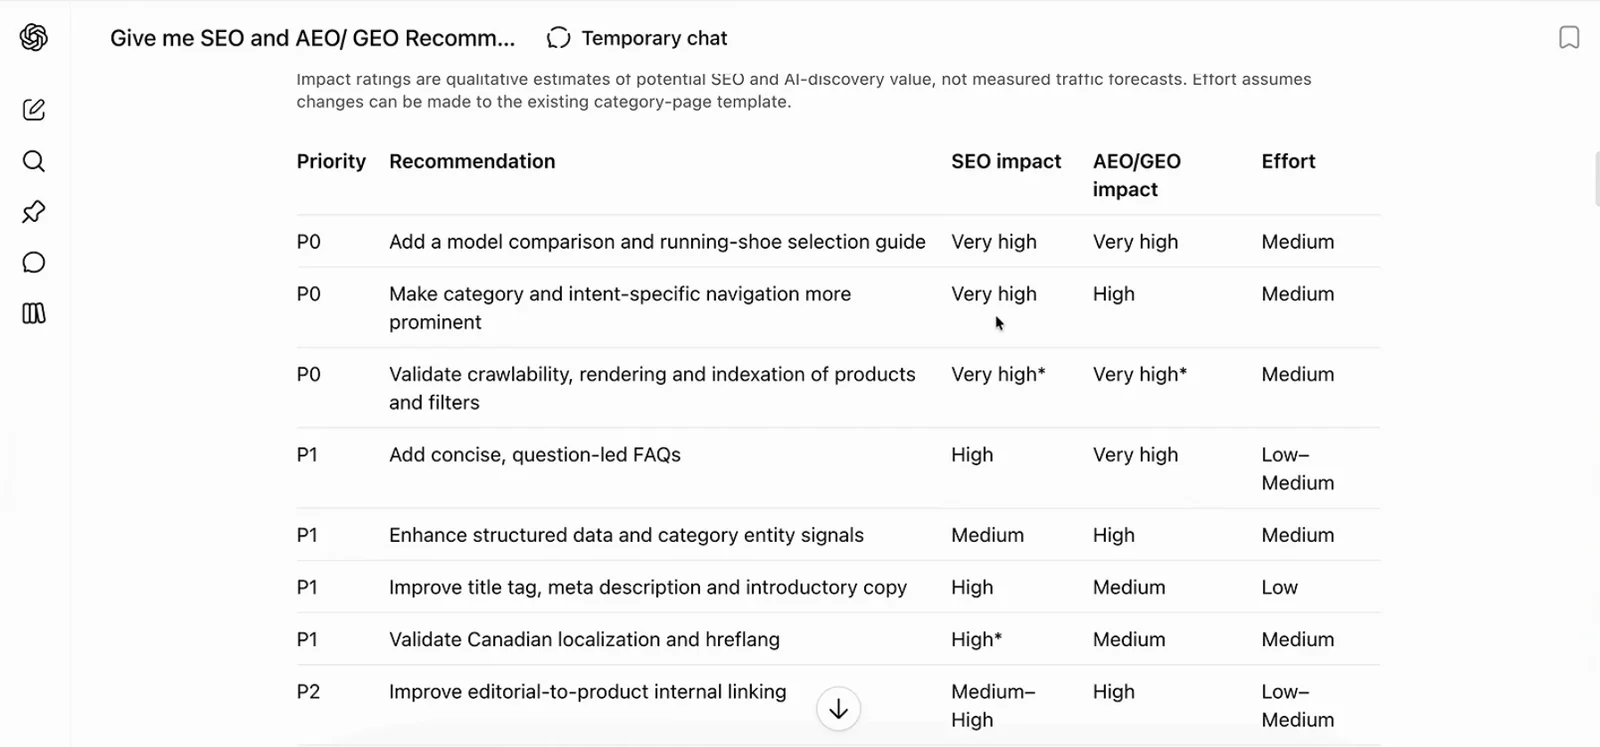 Give me SEO and AEO/ GEO Recomm...
Temporary chat
Impact ratings are qualitative estimates of potential SEO and AI-discovery value, not measured traffic forecasts. Effort assumes
changes can be made to the existing category-page template.
Priority Recommendation SEO impact AEO/GEO impact Effort
P0 Add a model comparison and running-shoe selection guide Very high Very high Medium
P0 Make category and intent-specific navigation more prominent Very high High Medium
P0 Validate crawlability, rendering and indexation of products and filters Very high* Very high* Medium
P1 Add concise, question-led FAQs High Very high Low–Medium
P1 Enhance structured data and category entity signals Medium High Medium
P1 Improve title tag, meta description and introductory copy High Medium Low
P1 Validate Canadian localization and hreflang High* Medium Medium
P2 Improve editorial-to-product internal linking Medium–High High Low–Medium